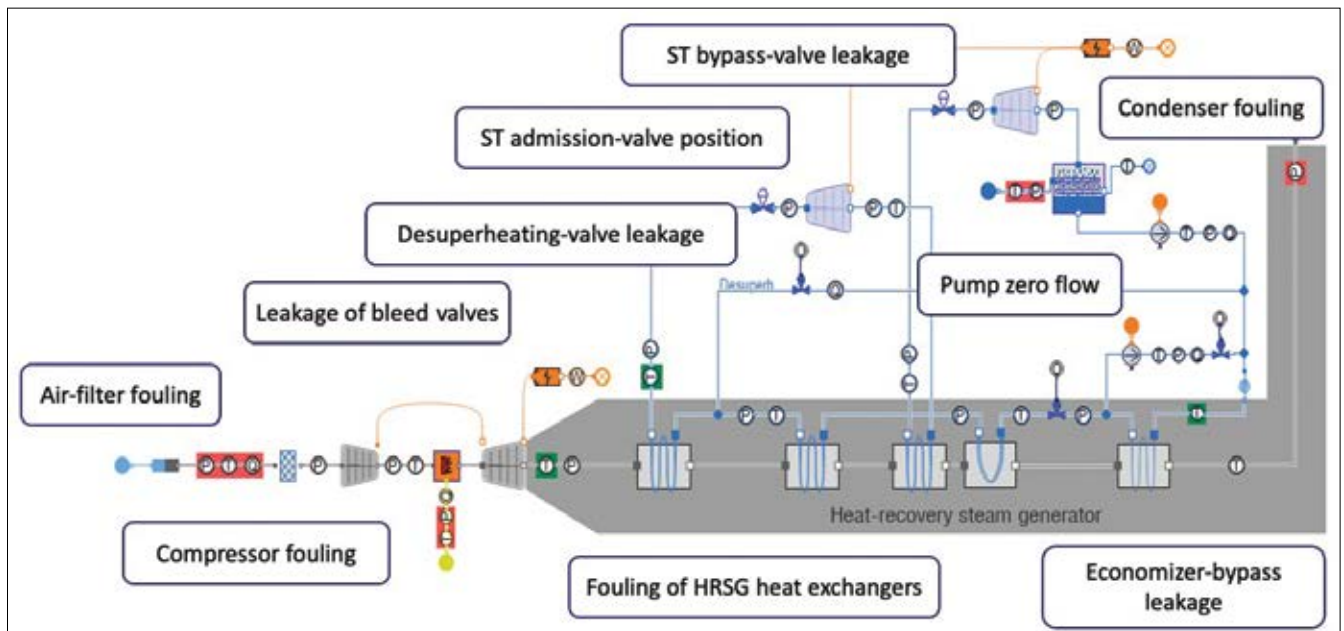 ST bypass-valve leakage
Condenser fouling
ST admission-valve position
Desuperheating-valve leakage
Desuperh
Pump zero flow
Leakage of bleed valves
Air-filter fouling
Heat-recovery steam generator
Compressor fouling
Fouling of HRSG heat exchangers
Economizer-bypass
leakage